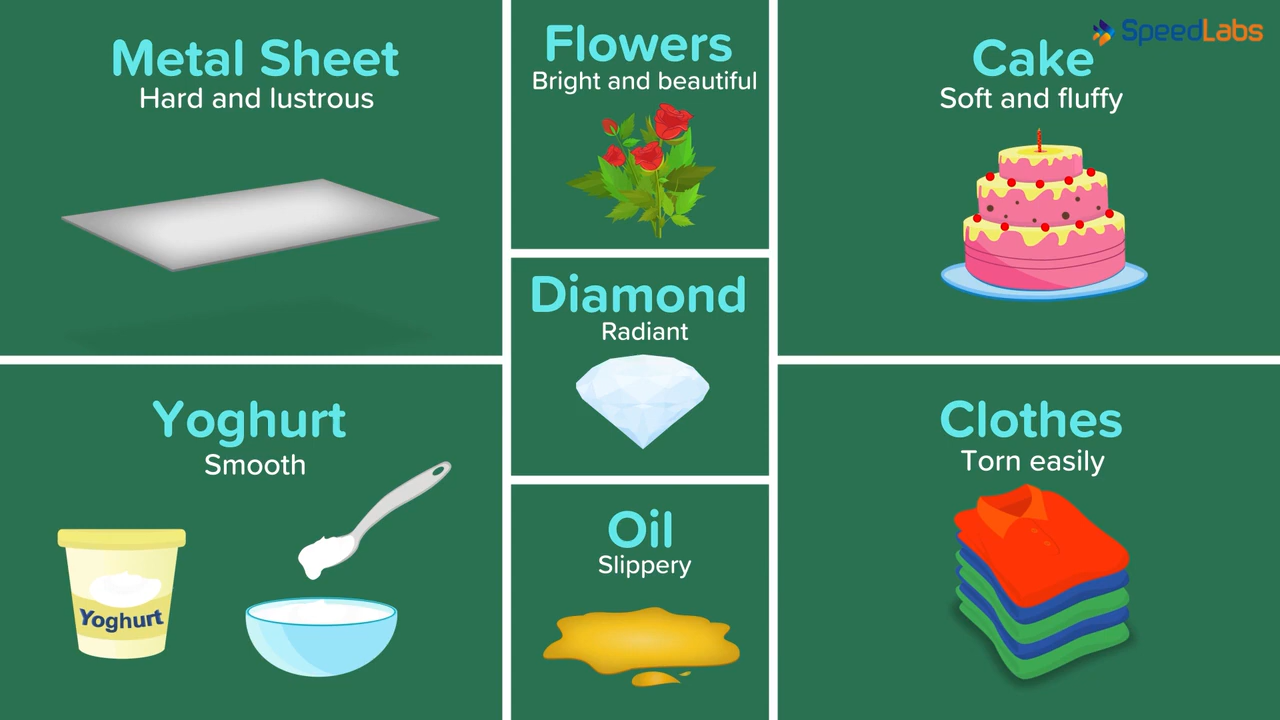 Metal Sheet
Hard and lustrous
Flowers
Bright and beautiful
SpeedLabs
Cake
Soft and fluffy
Diamond
Radiant
Yoghurt
Smooth
Yoghurt
Oil
Slippery
Clothes
Torn easily